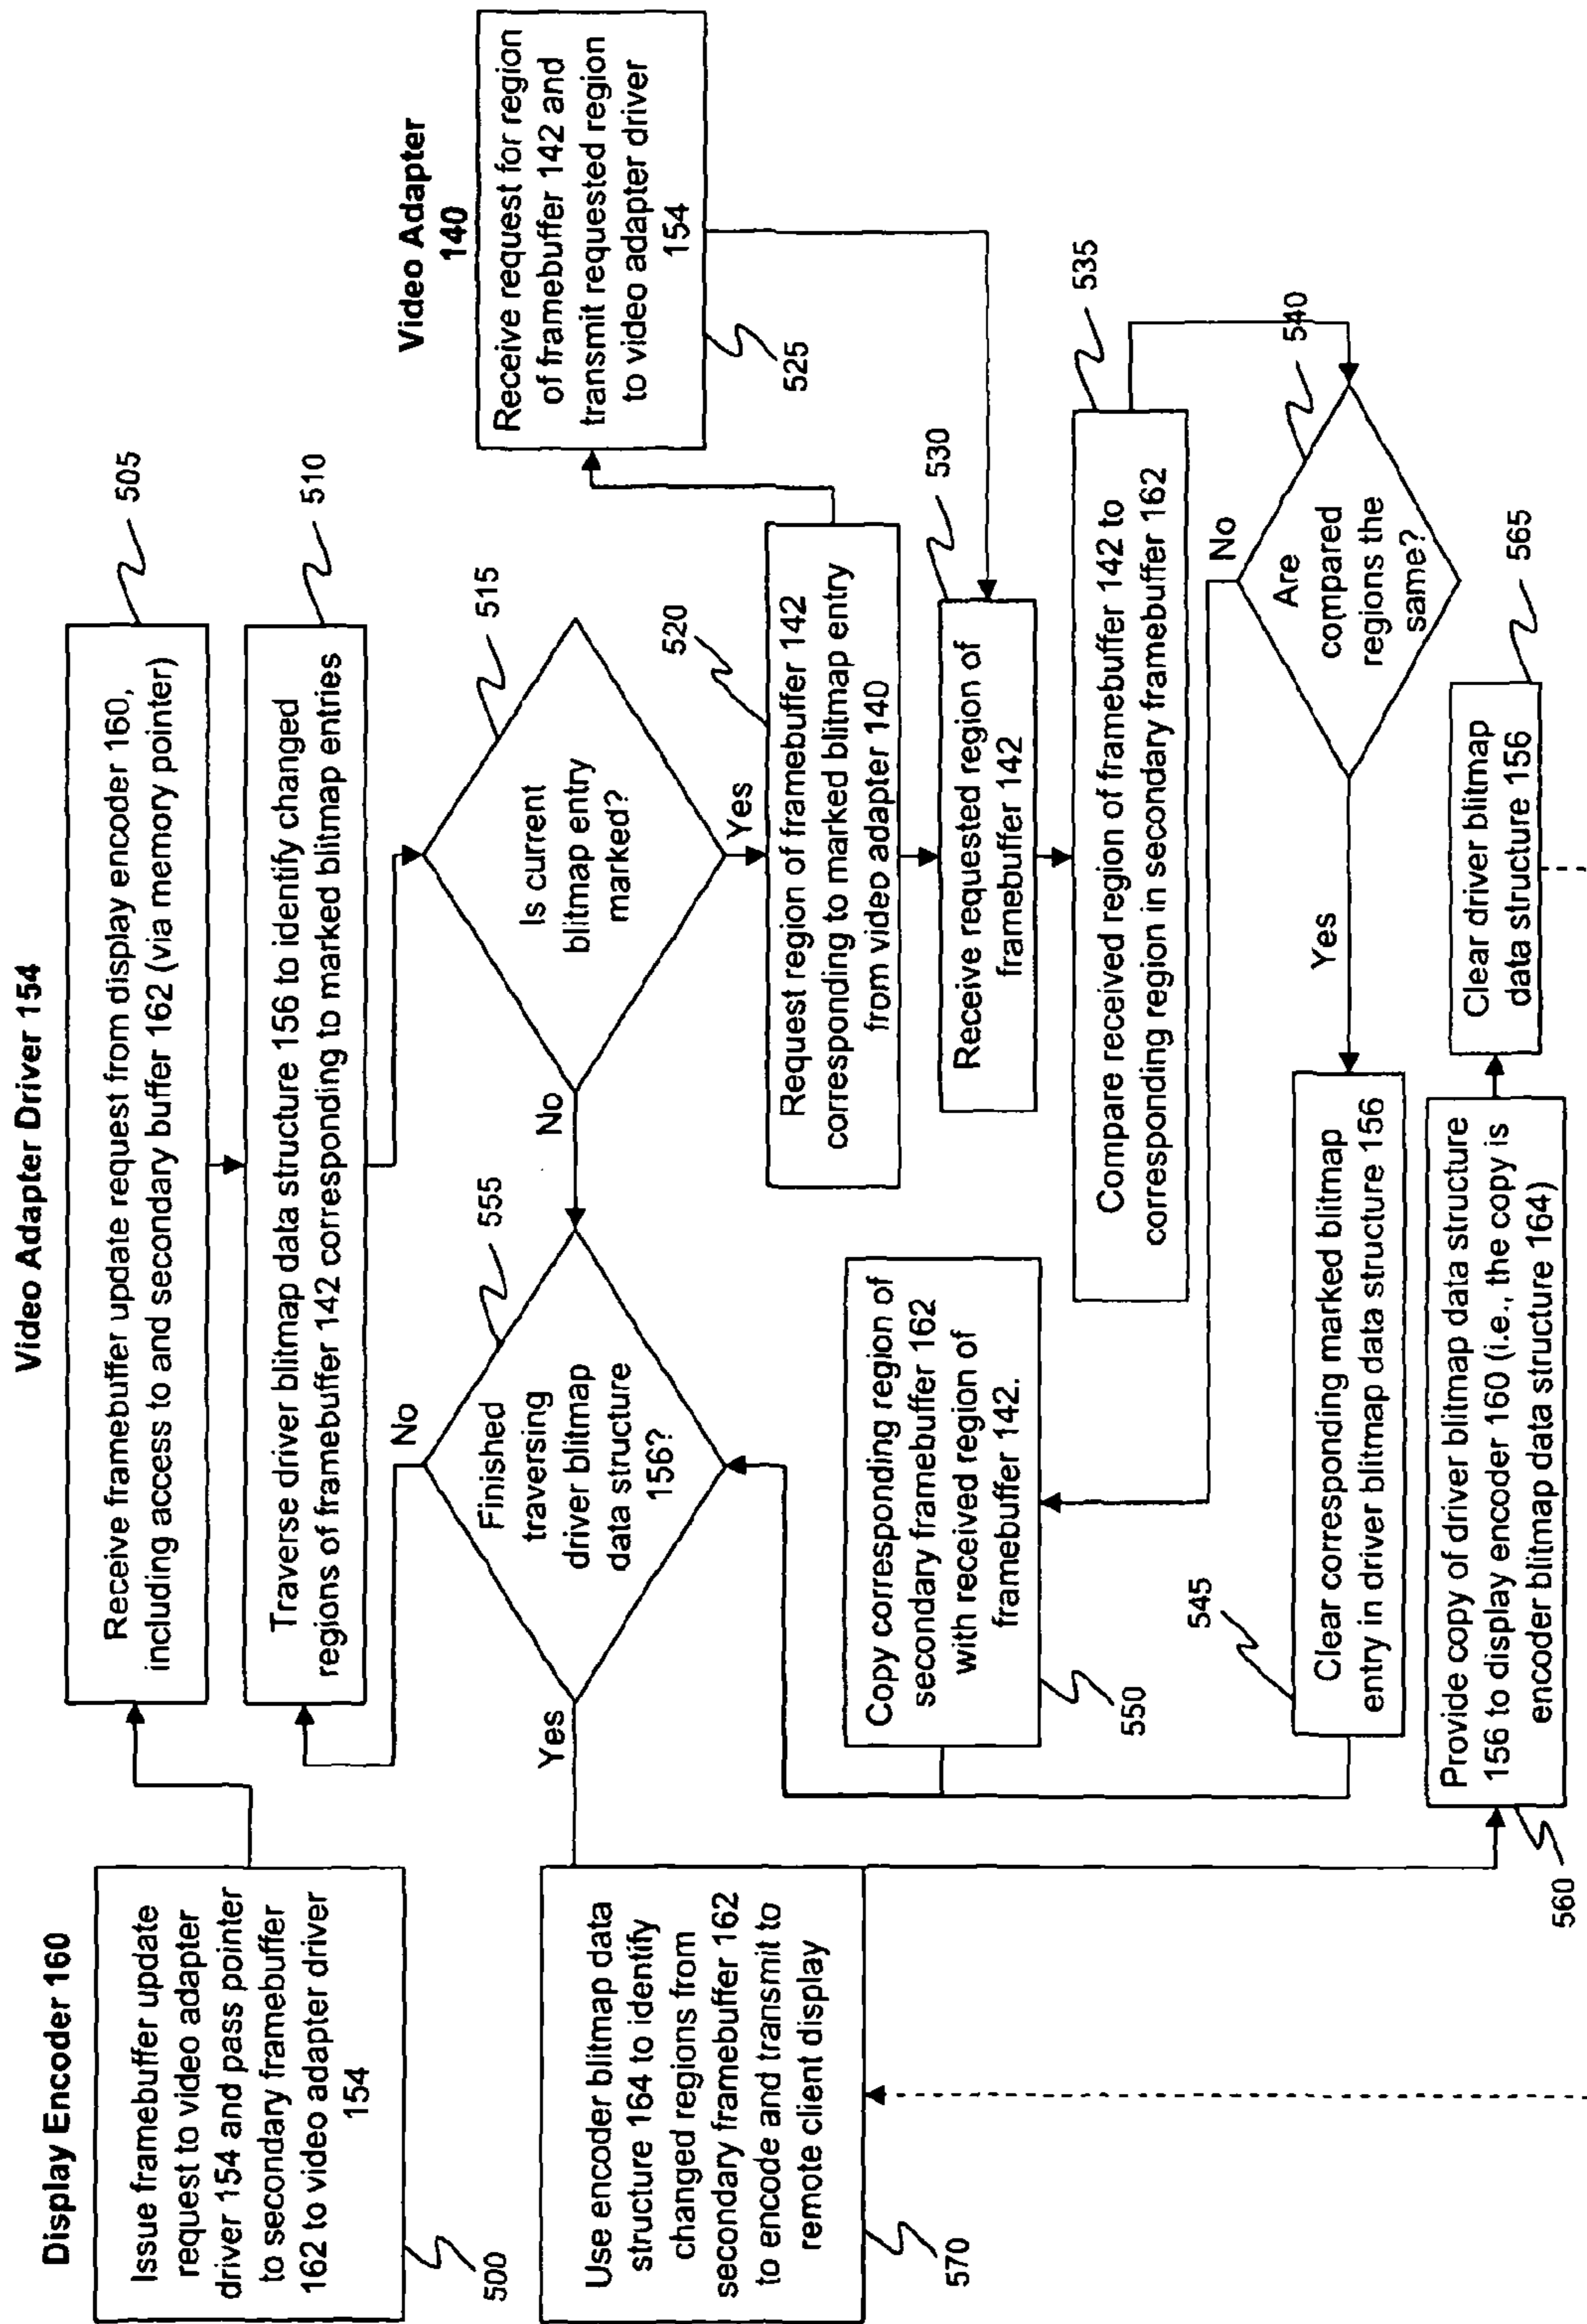 Display Encoder 160
Video Adapter Driver 154
Video Adapter
140
Issue framebuffer update
request to video adapter
driver 154 and pass pointer
to secondary framebuffer
162 to video adapter driver
154
500
Receive framebuffer update request from display encoder 160,
including access to and secondary buffer 162 (via memory pointer)
505
Traverse driver blitmap data structure 156 to identify changed
regions of framebuffer 142 corresponding to marked blitmap entries
510
Is current
blitmap entry
marked?
515
No
Yes
Request region of framebuffer 142
corresponding to marked blitmap entry
from video adapter 140
520
Receive request for region
of framebuffer 142 and
transmit requested region
to video adapter driver
154
525
Receive requested region of
framebuffer 142
530
Compare received region of framebuffer 142 to
corresponding region in secondary framebuffer 162
535
Are
compared
regions the
same?
540
No
Yes
Clear corresponding marked blitmap
entry in driver blitmap data structure 156
545
Copy corresponding region of
secondary framebuffer 162
with received region of
framebuffer 142.
550
Finished
traversing
driver blitmap
data structure
156?
555
No
Yes
Provide copy of driver blitmap data structure
156 to display encoder 160 (i.e., the copy is
encoder blitmap data structure 164)
560
Clear driver blitmap
data structure 156
565
Use encoder blitmap data
structure 164 to identify
changed regions from
secondary framebuffer 162
to encode and transmit to
remote client display
570